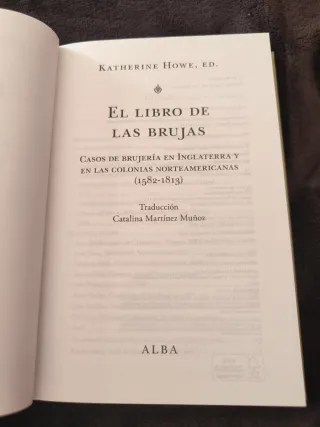 Katherine Howe, ed.
El libro de
las brujas
Casos de brujería en Inglaterra y
en las colonias norteamericanas
(1582-1813)
Traducción
Catalina Martínez Muñoz
ALBA